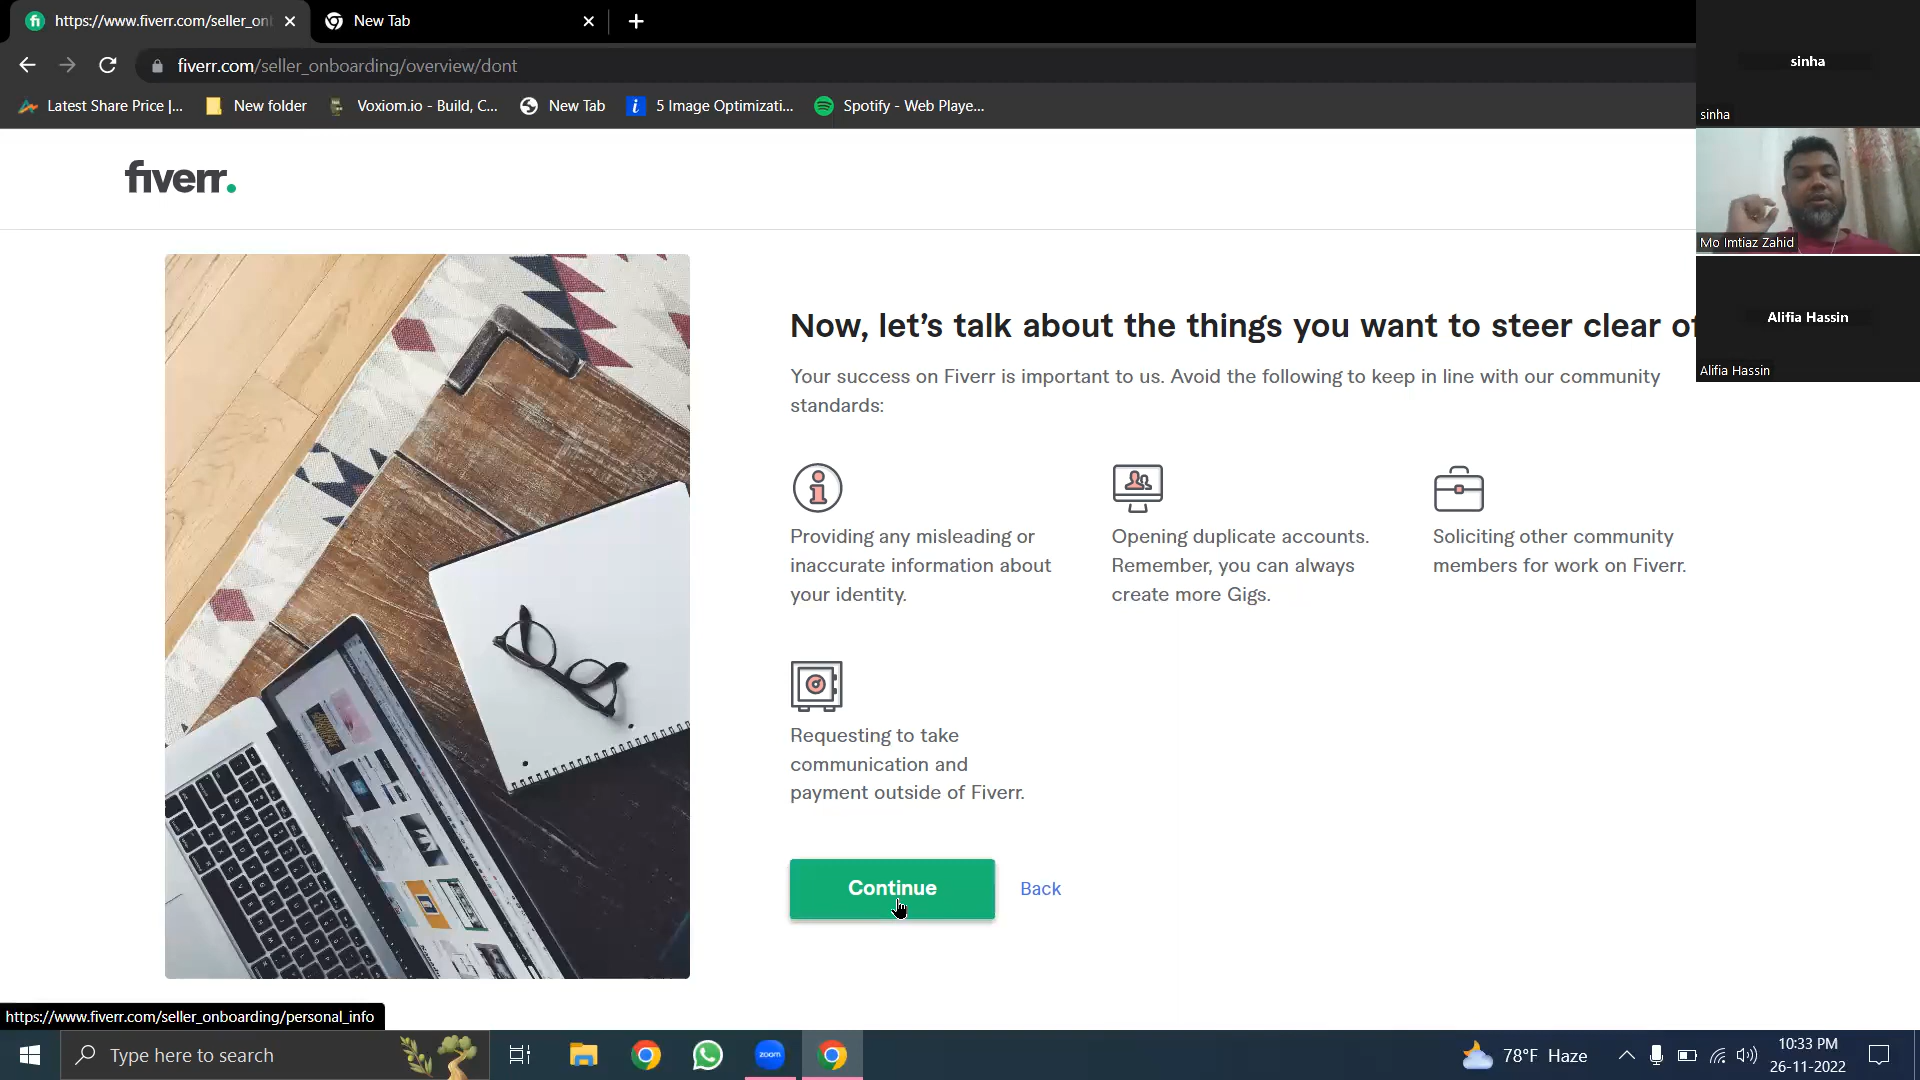 https://www.fiverr.com/seller_onl
New Tab
fiverr.com/seller_onboarding/overview/dont
Latest Share Price |...
New folder
Voxiom.io - Build, C...
New Tab
5 Image Optimizati...
Spotify - Web Playe...
sinha
sinha
Mo Imtiaz Zahid
Alifia Hassin
Alifia Hassin
fiverr.
Now, let's talk about the things you want to steer clear of
Your success on Fiverr is important to us. Avoid the following to keep in line with our community
standards:
Providing any misleading or
inaccurate information about
your identity.
Opening duplicate accounts.
Remember, you can always
create more Gigs.
Soliciting other community
members for work on Fiverr.
Requesting to take
communication and
payment outside of Fiverr.
Continue
Back
https://www.fiverr.com/seller_onboarding/personal_info
Type here to search
zoom
78°F Haze
10:33 PM
26-11-2022